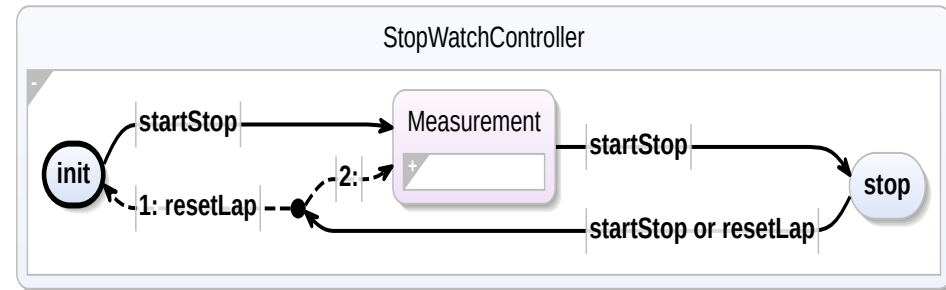 StopWatchController
-
startStop
Measurement
+
startStop
init
2:
stop
1: resetLap
startStop or resetLap